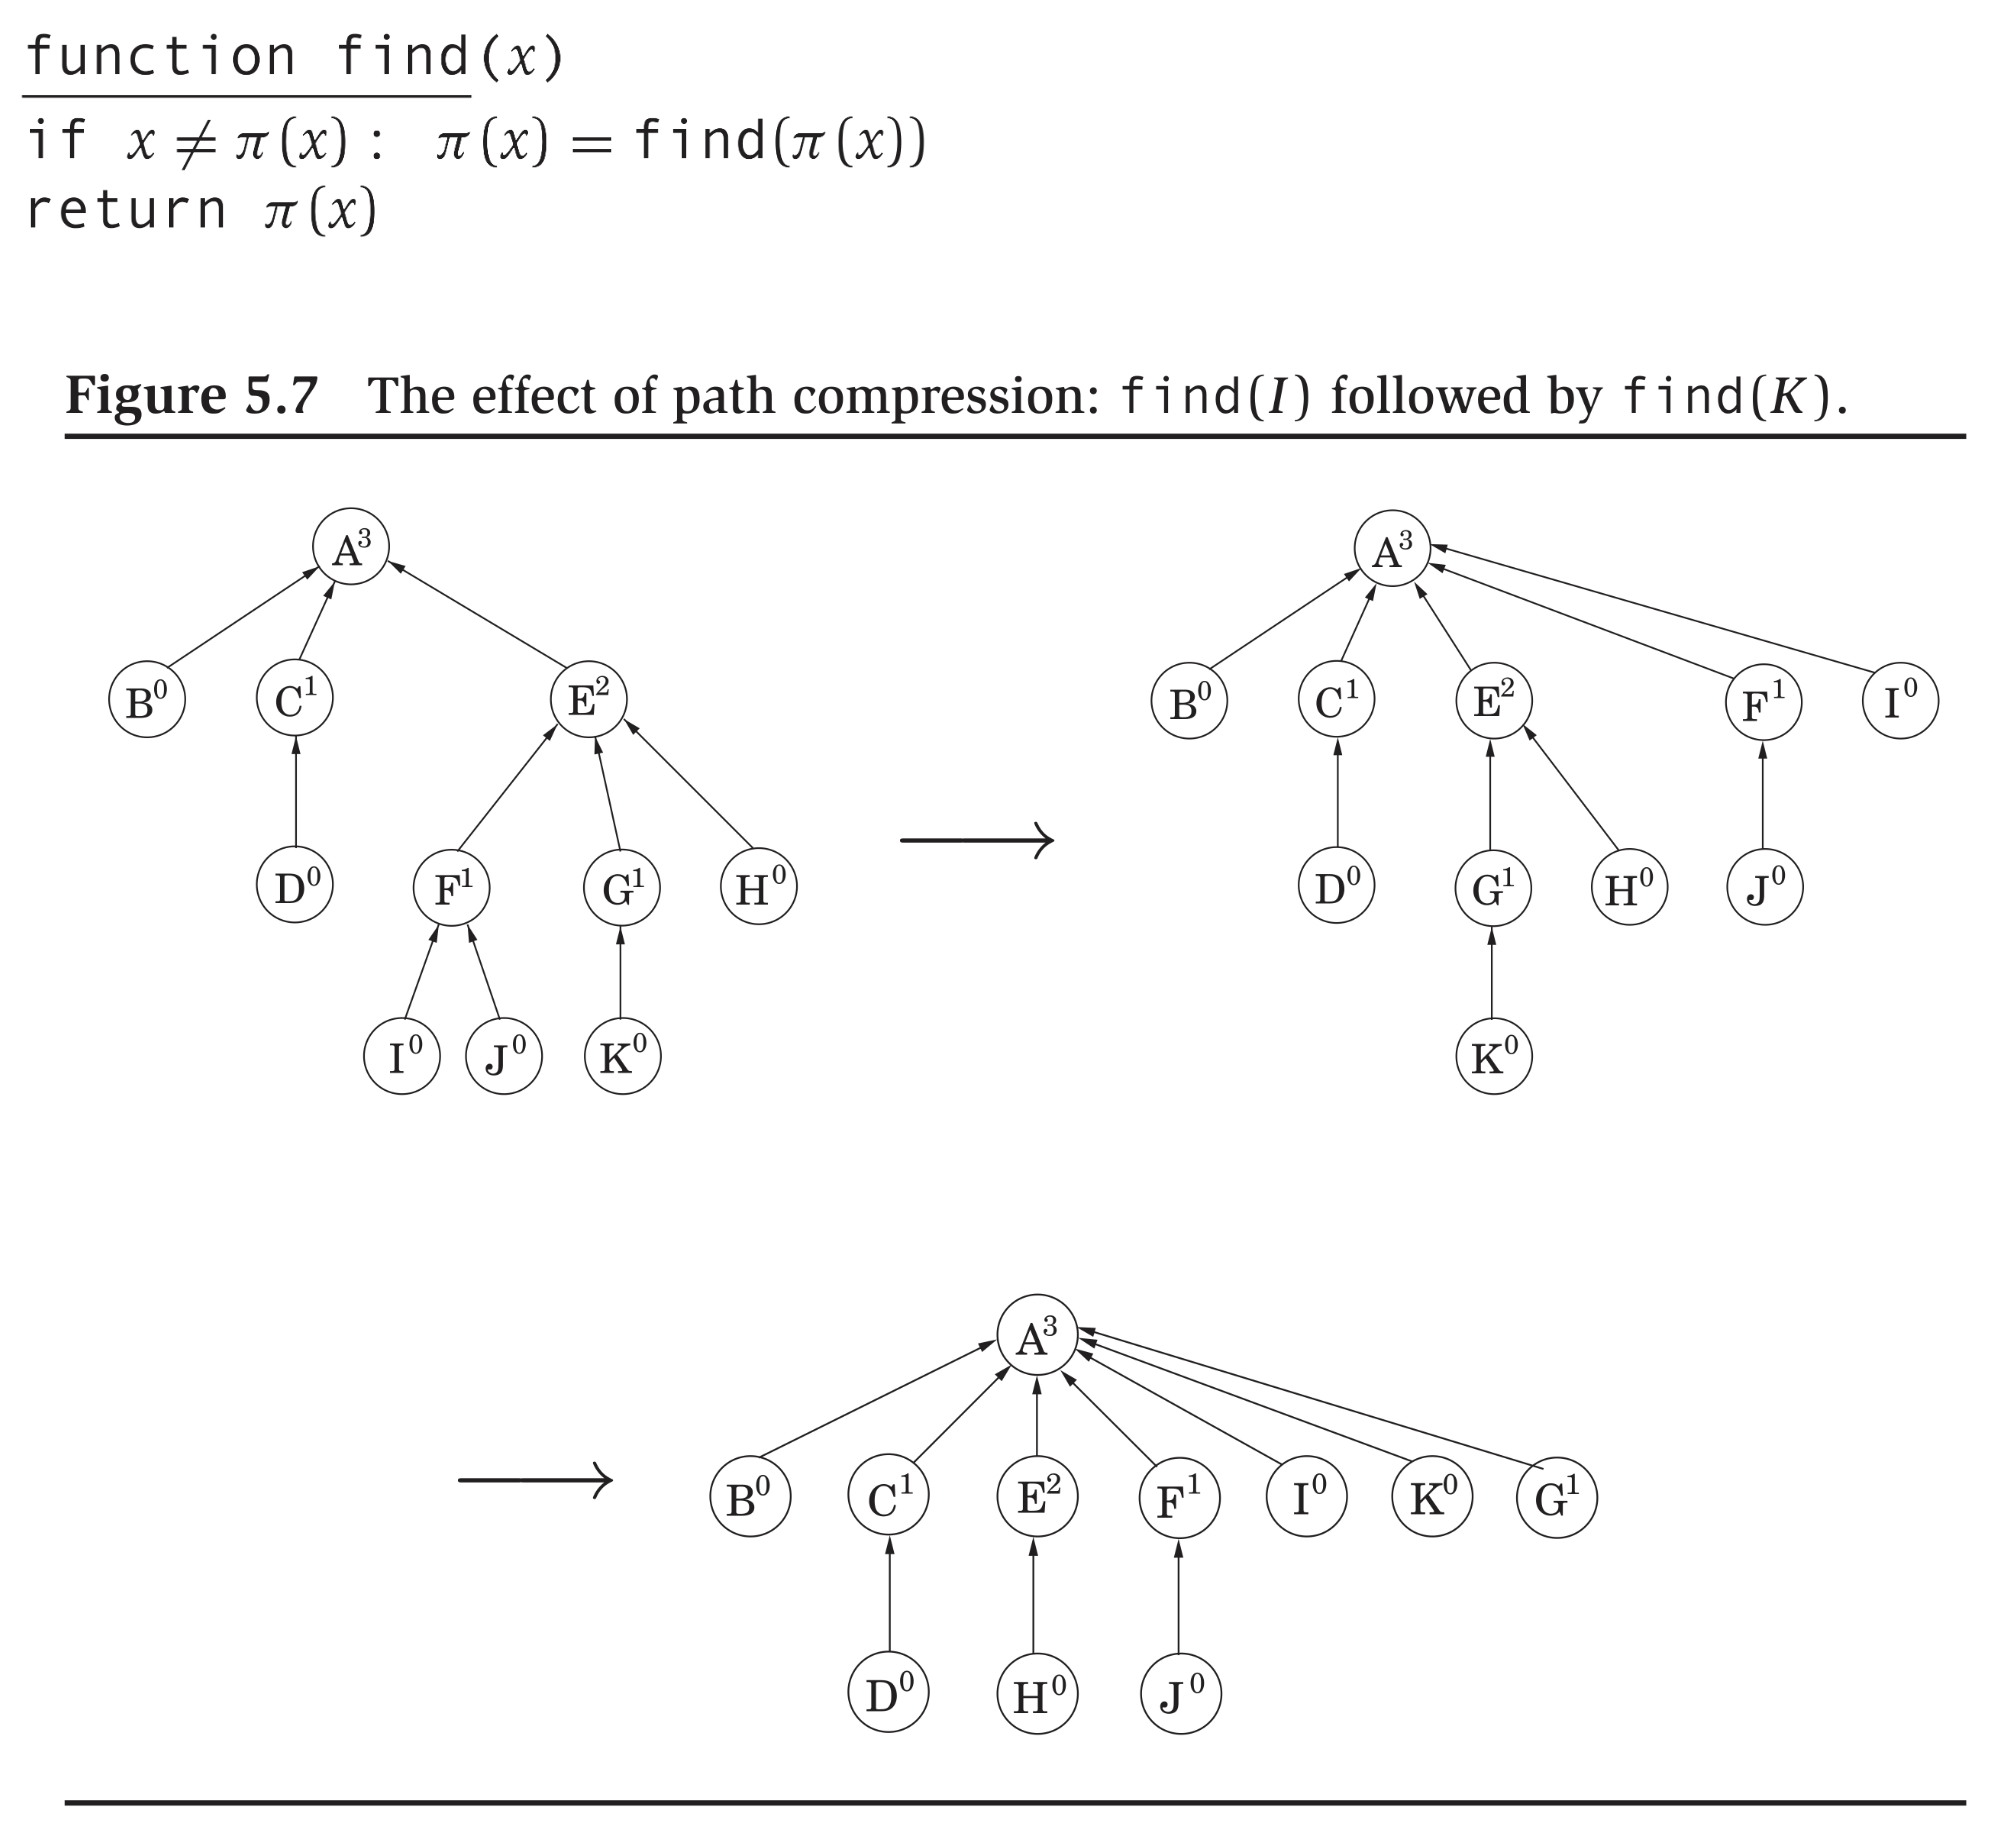 function find(x)
if x ≠ π(x) : π(x) = find(π(x))
return π(x)
Figure 5.7 The effect of path compression: find(I) followed by find(K).
A³
B⁰ C¹ E²
D⁰ F¹ G¹ H⁰
I⁰ J⁰ K⁰
A³
B⁰ C¹ E² F¹ I⁰
D⁰ G¹ H⁰ J⁰
K⁰
A³
B⁰ C¹ E² F¹ I⁰ K⁰ G¹
D⁰ H⁰ J⁰